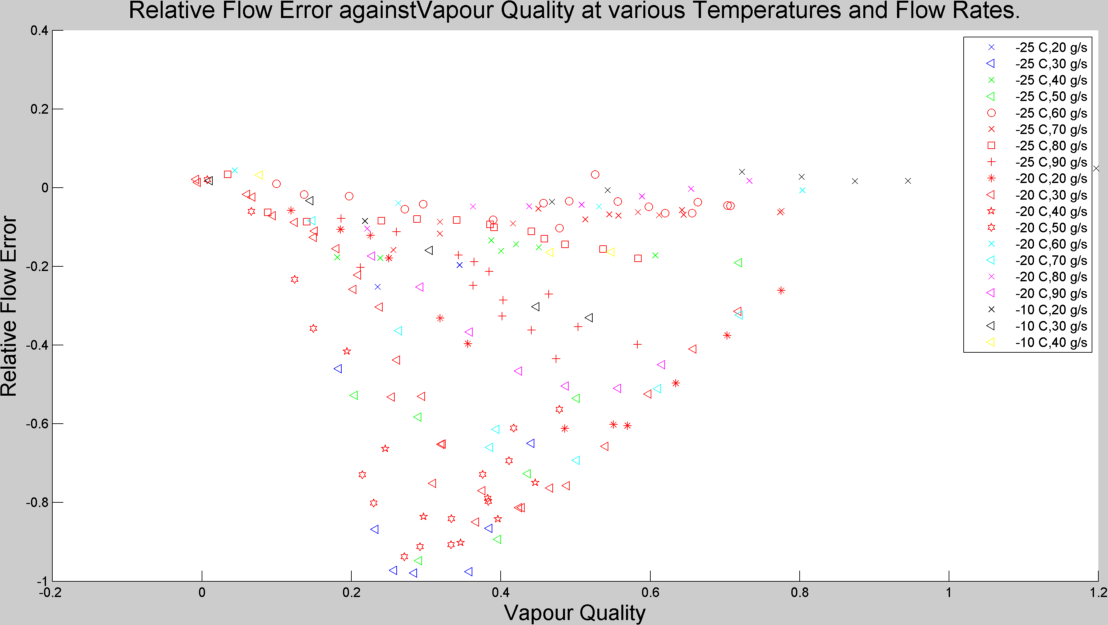 Relative Flow Error againstVapour Quality at various Temperatures and Flow Rates.
0.4
0.2
0
-0.2
-0.4
-0.6
-0.8
-1
Relative Flow Error
-25 C,20 g/s
-25 C,30 g/s
-25 C,40 g/s
-25 C,50 g/s
-25 C,60 g/s
-25 C,70 g/s
-25 C,80 g/s
-25 C,90 g/s
-20 C,20 g/s
-20 C,30 g/s
-20 C,40 g/s
-20 C,50 g/s
-20 C,60 g/s
-20 C,70 g/s
-20 C,80 g/s
-20 C,90 g/s
-10 C,20 g/s
-10 C,30 g/s
-10 C,40 g/s
-0.2 0 0.2 0.4 0.6 0.8 1 1.2
Vapour Quality